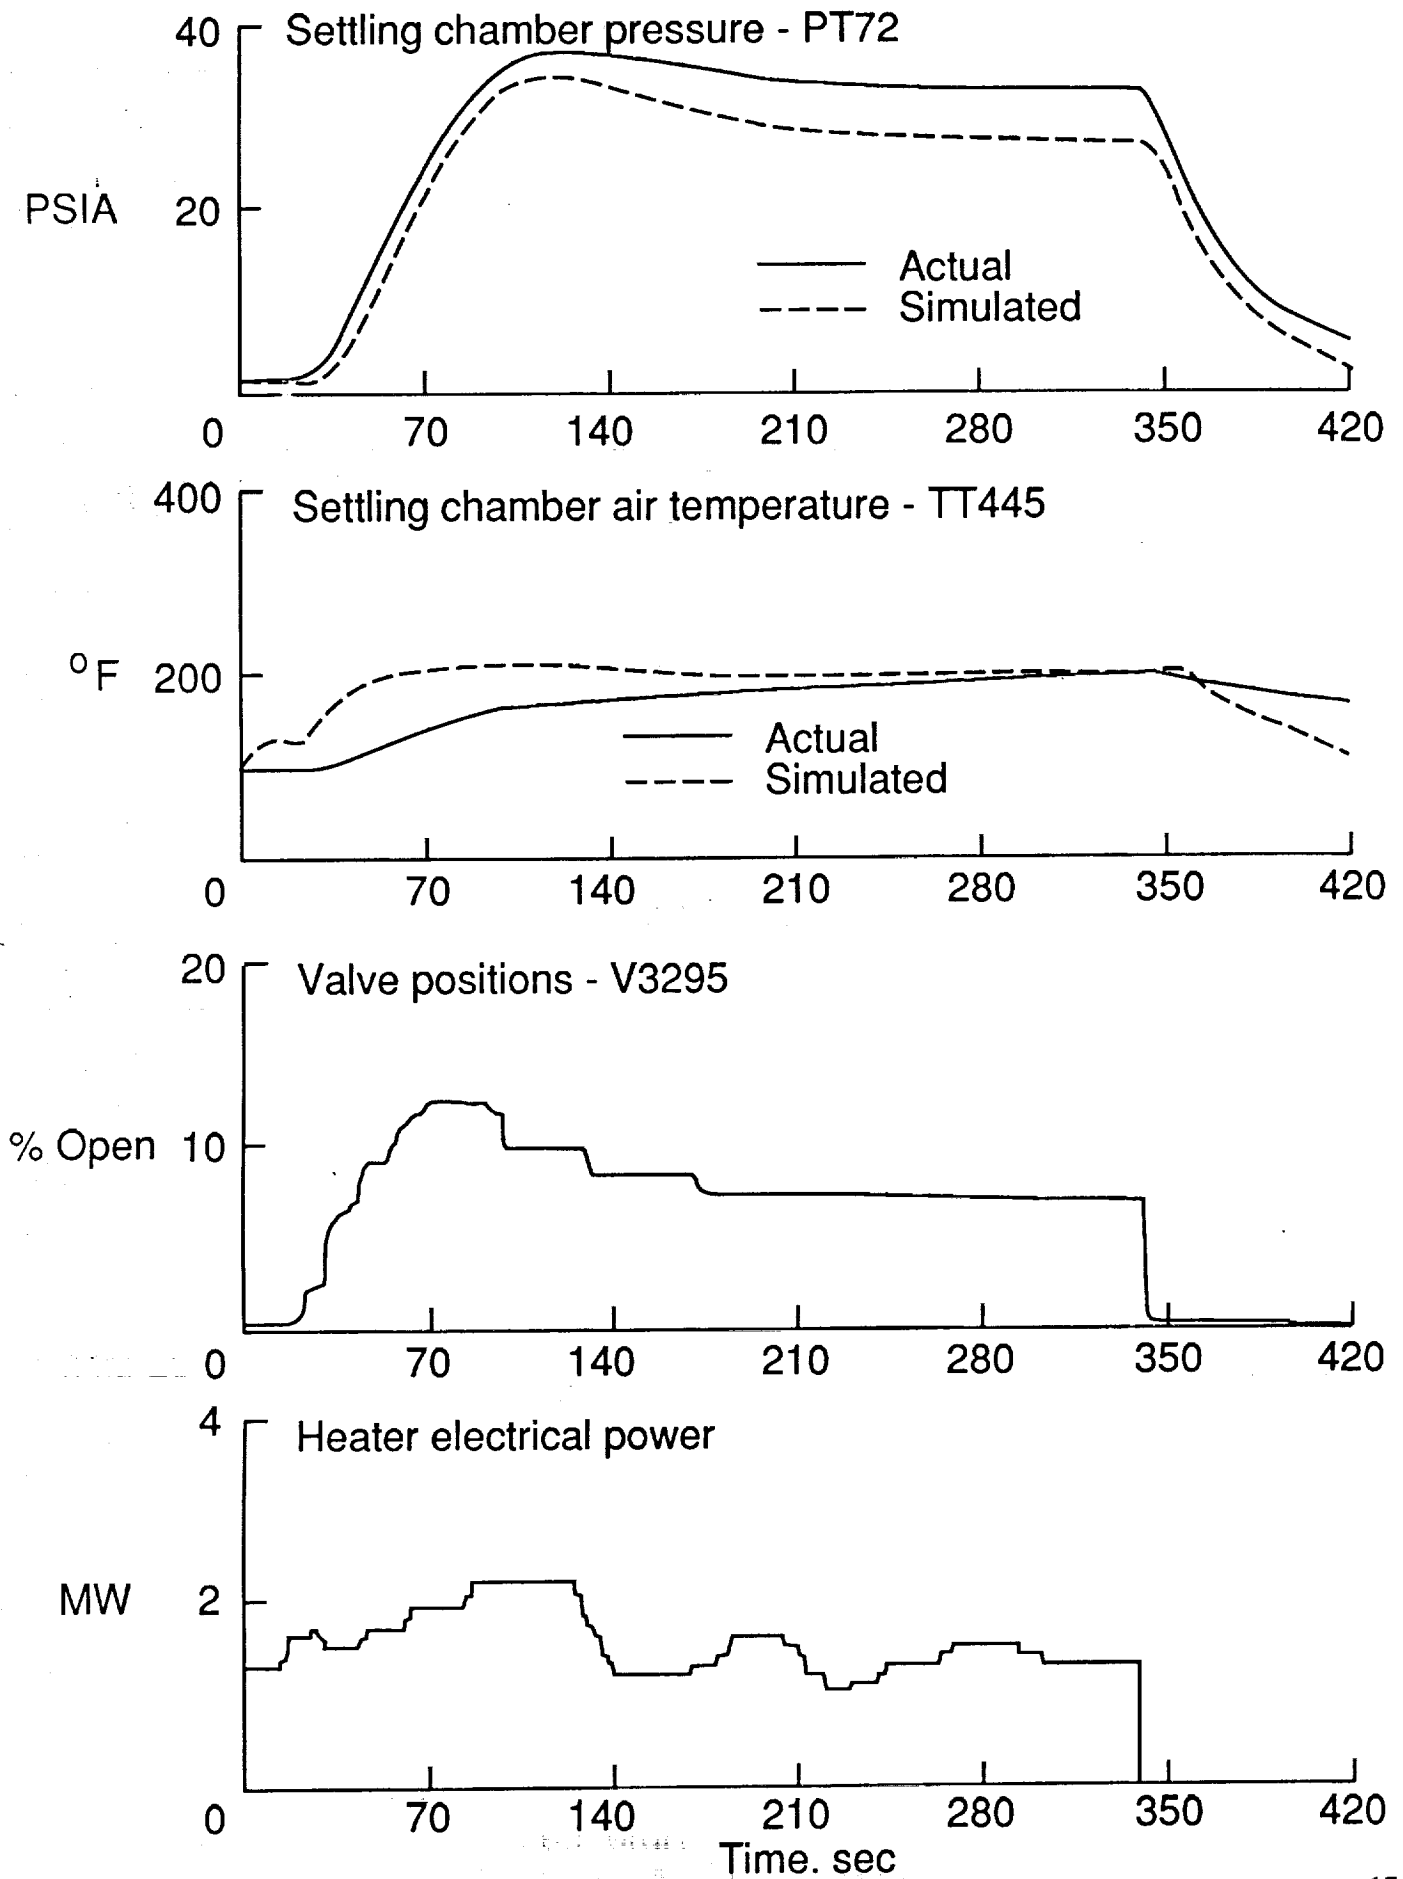 40 Settling chamber pressure - PT72
PSIA 20
Actual
Simulated
0 70 140 210 280 350 420
400 Settling chamber air temperature - TT445
°F 200
Actual
Simulated
0 70 140 210 280 350 420
20 Valve positions - V3295
% Open 10
0 70 140 210 280 350 420
4 Heater electrical power
MW 2
0 70 140 210 280 350 420
Time. sec